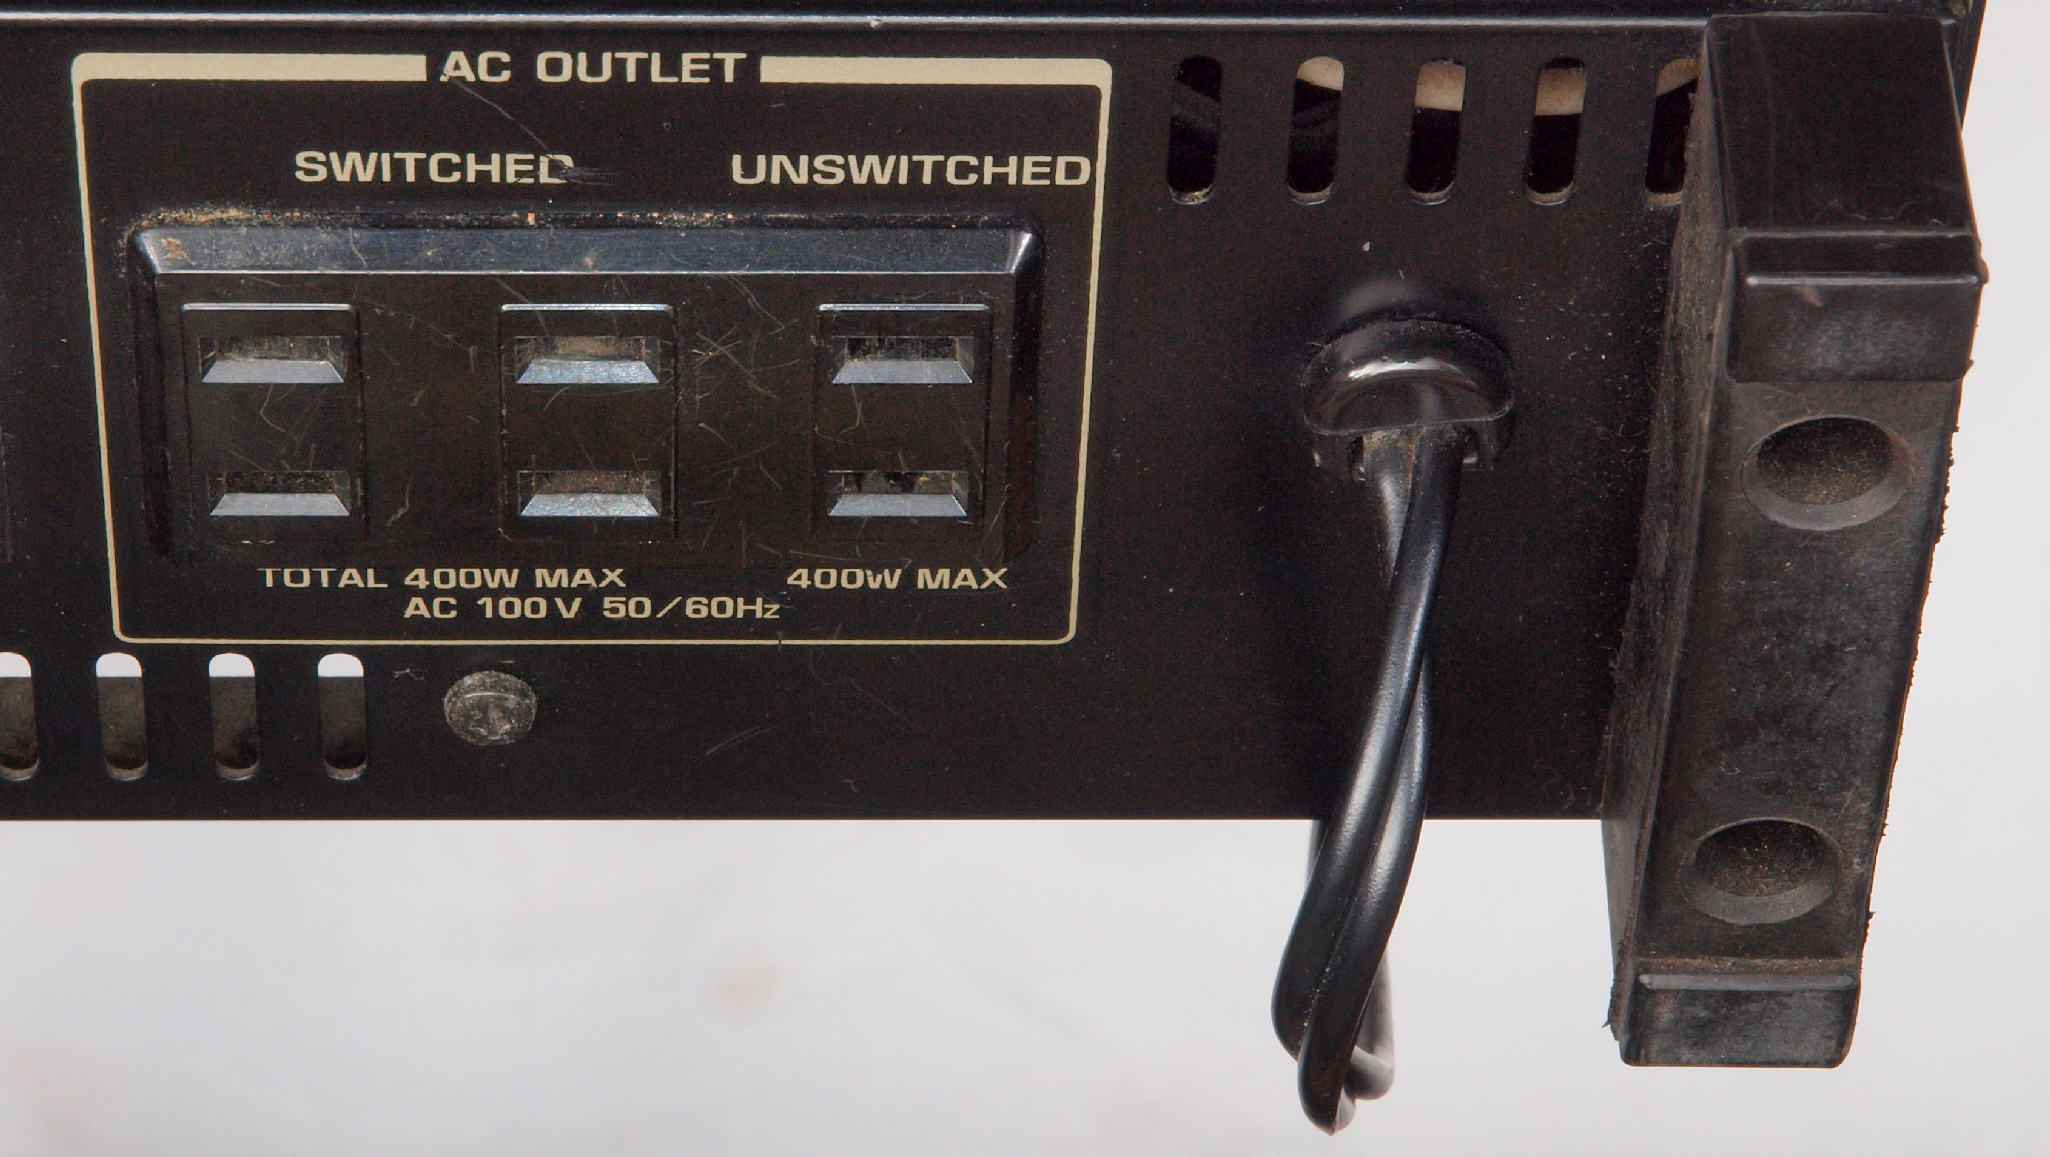 AC OUTLET
SWITCHED UNSWITCHED
TOTAL 400W MAX 400W MAX
AC 100V 50/60Hz